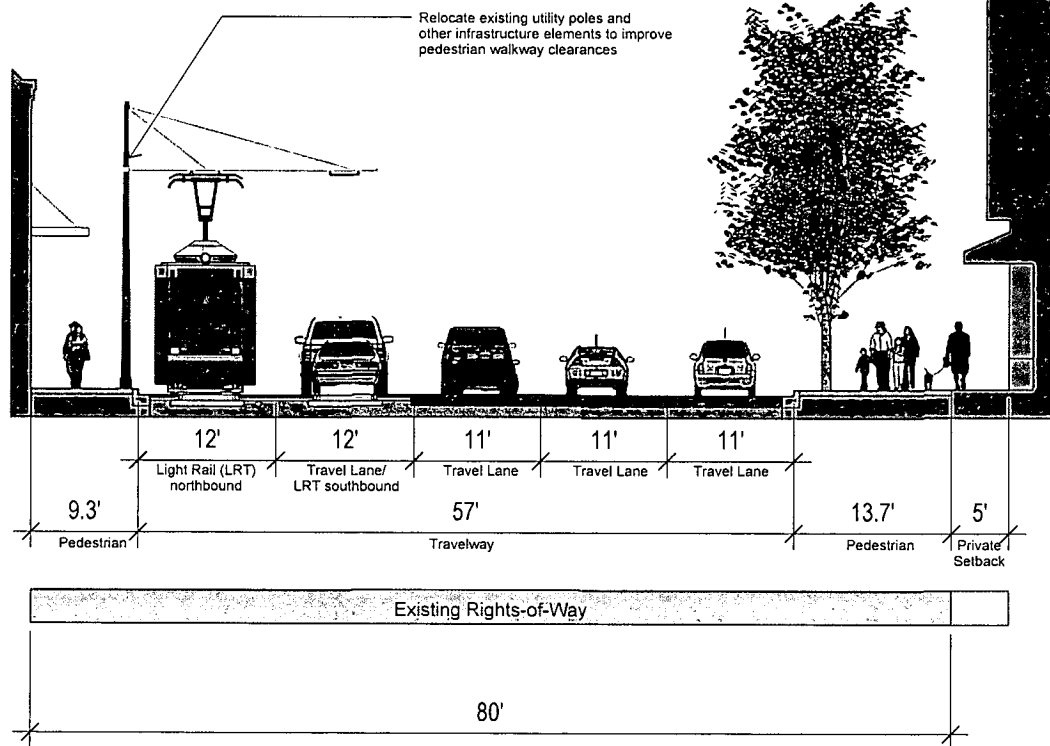 Relocate existing utility poles and
other infrastructure elements to improve
pedestrian walkway clearances
12'
12'
11'
11'
11'
Light Rail (LRT)
northbound
Travel Lane/
LRT southbound
Travel Lane
Travel Lane
Travel Lane
9.3'
57'
13.7'
5'
Pedestrian
Travelway
Pedestrian
Private
Setback
Existing Rights-of-Way
80'